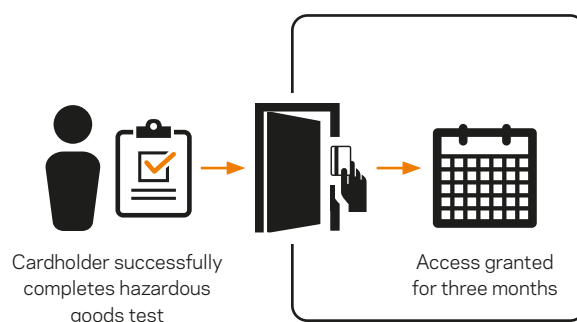 Cardholder successfully
completes hazardous
goods test
Access granted
for three months